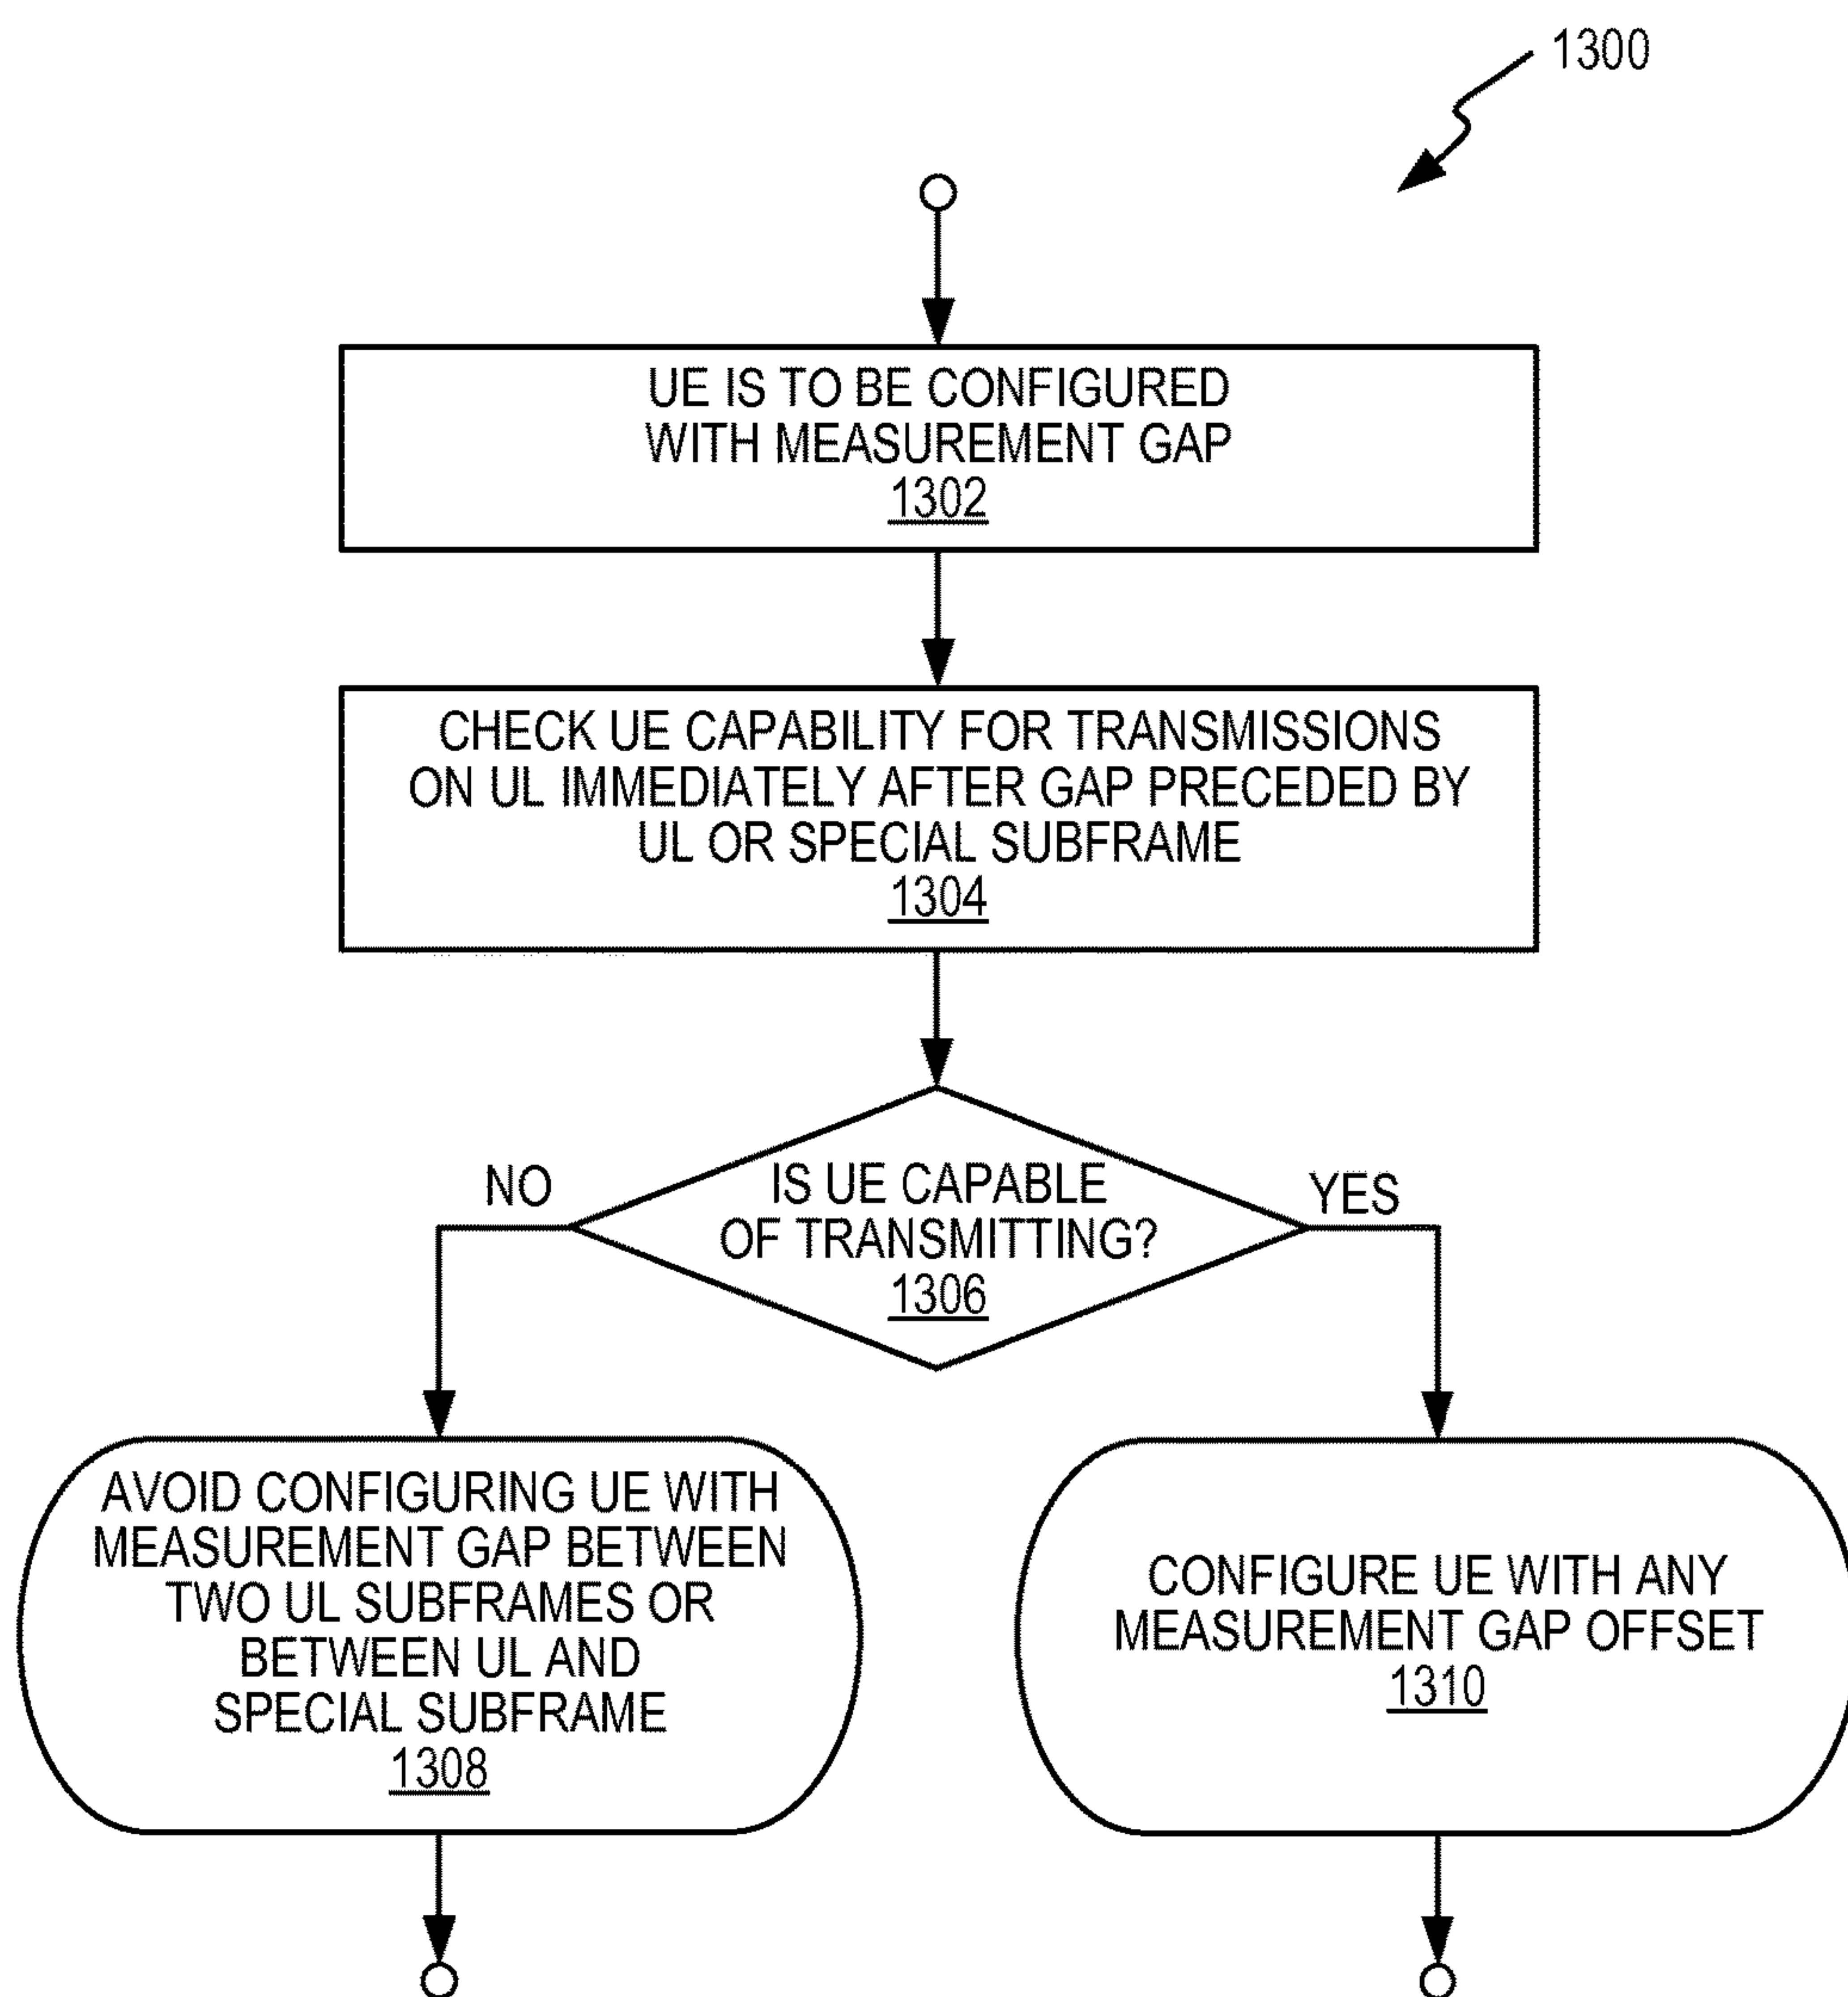 1300
UE IS TO BE CONFIGURED
WITH MEASUREMENT GAP
1302
CHECK UE CAPABILITY FOR TRANSMISSIONS
ON UL IMMEDIATELY AFTER GAP PRECEDED BY
UL OR SPECIAL SUBFRAME
1304
IS UE CAPABLE
OF TRANSMITTING?
1306
NO
YES
AVOID CONFIGURING UE WITH
MEASUREMENT GAP BETWEEN
TWO UL SUBFRAMES OR
BETWEEN UL AND
SPECIAL SUBFRAME
1308
CONFIGURE UE WITH ANY
MEASUREMENT GAP OFFSET
1310